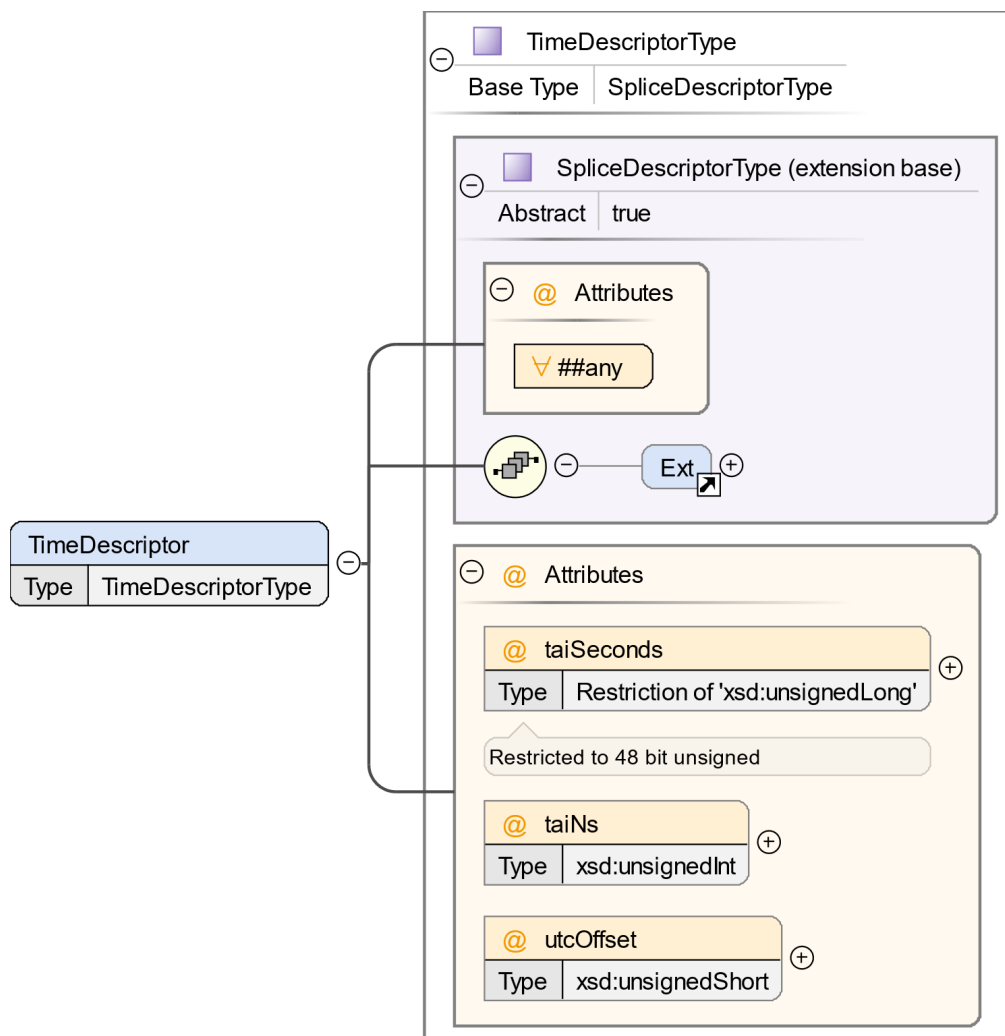 TimeDescriptorType
Base Type SpliceDescriptorType
SpliceDescriptorType (extension base)
Abstract true
@ Attributes
∀ ##any
Ext
TimeDescriptor
Type TimeDescriptorType
@ Attributes
@ taiSeconds
Type Restriction of 'xsd:unsignedLong'
Restricted to 48 bit unsigned
@ taiNs
Type xsd:unsignedInt
@ utcOffset
Type xsd:unsignedShort